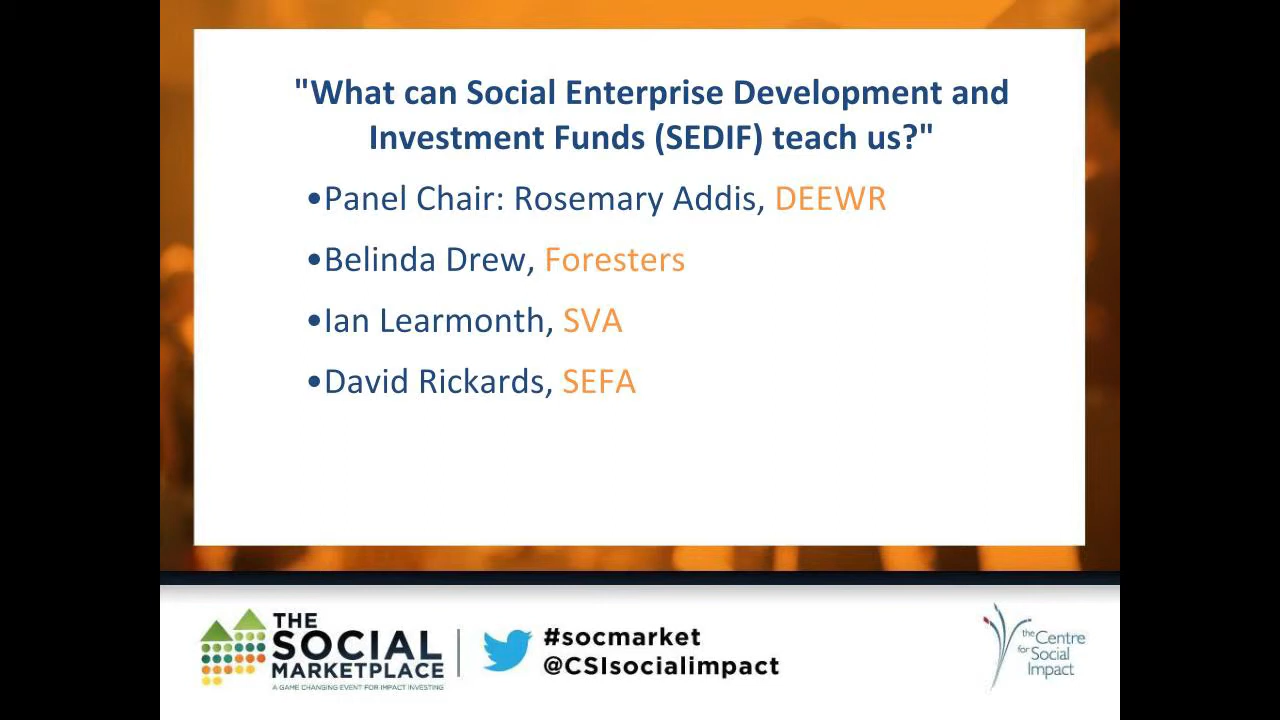 "What can Social Enterprise Development and
Investment Funds (SEDIF) teach us?"
•Panel Chair: Rosemary Addis, DEEWR
•Belinda Drew, Foresters
•Ian Learmonth, SVA
•David Rickards, SEFA
THE
SOCIAL
MARKETPLACE
A GAME CHANGING EVENT FOR IMPACT INVESTING
#socmarket
@CSIsocialimpact
the Centre
for Social
Impact